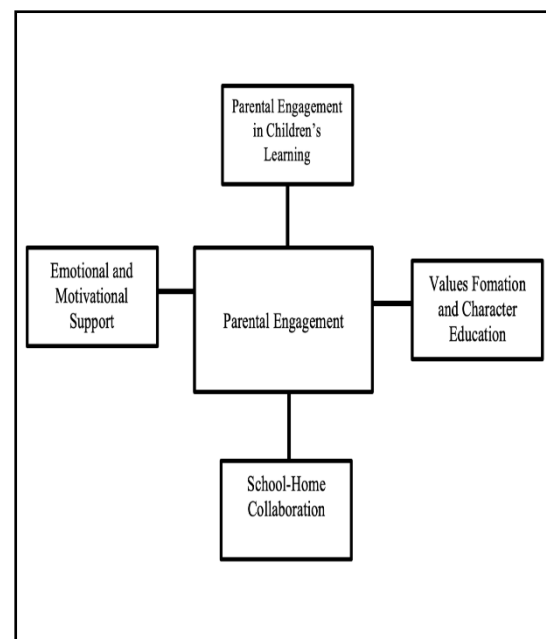 Parental Engagement
in Children's
Learning
Emotional and
Motivational
Support
Parental Engagement
Values Fomation
and Character
Education
School-Home
Collaboration